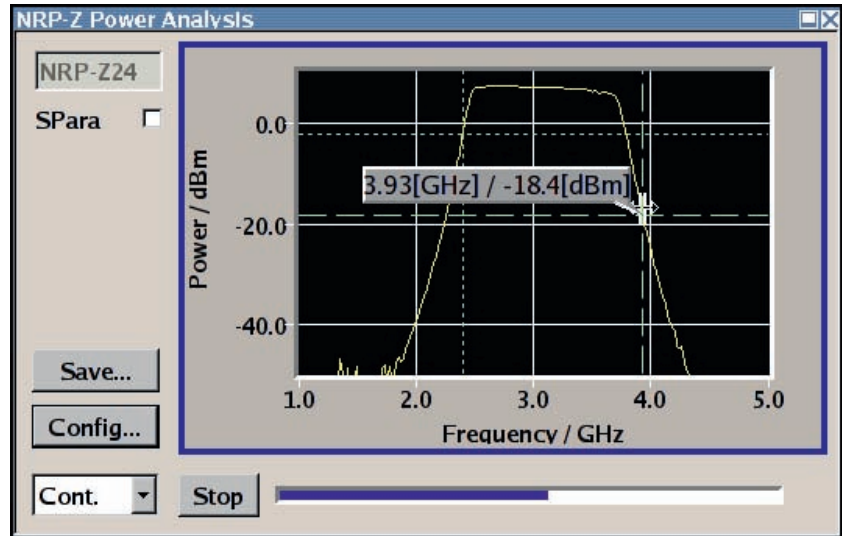 NRP-Z Power Analysis
NRP-Z24
SPara
Power / dBm
0.0
-20.0
-40.0
3.93[GHz] / -18.4[dBm]
1.0 2.0 3.0 4.0 5.0
Frequency / GHz
Save...
Config...
Cont.
Stop